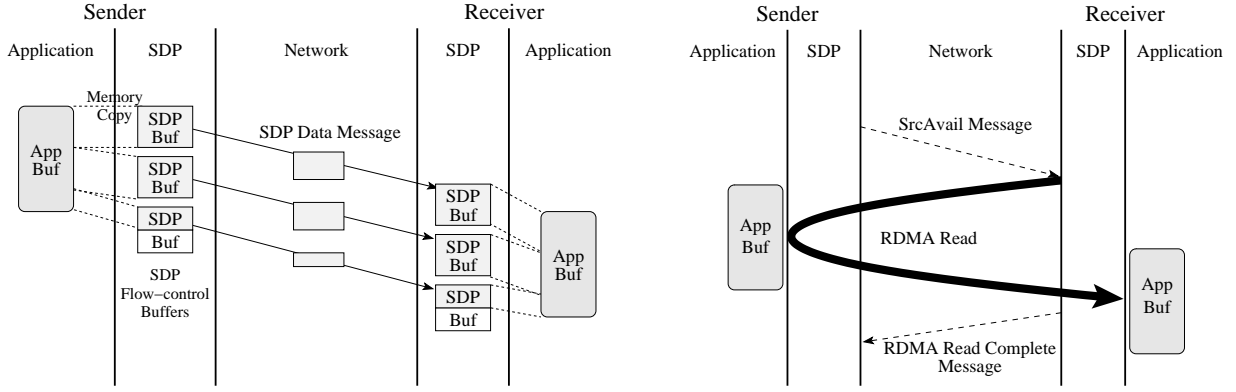 Sender
Receiver
Application
SDP
Network
SDP
Application
Memory
Copy
App
Buf
SDP
Buf
SDP
Buf
SDP
Buf
SDP
Flow−control
Buffers
SDP Data Message
SDP
Buf
SDP
Buf
SDP
Buf
App
Buf
Sender
Receiver
Application
SDP
Network
SDP
Application
SrcAvail Message
App
Buf
RDMA Read
App
Buf
RDMA Read Complete
Message